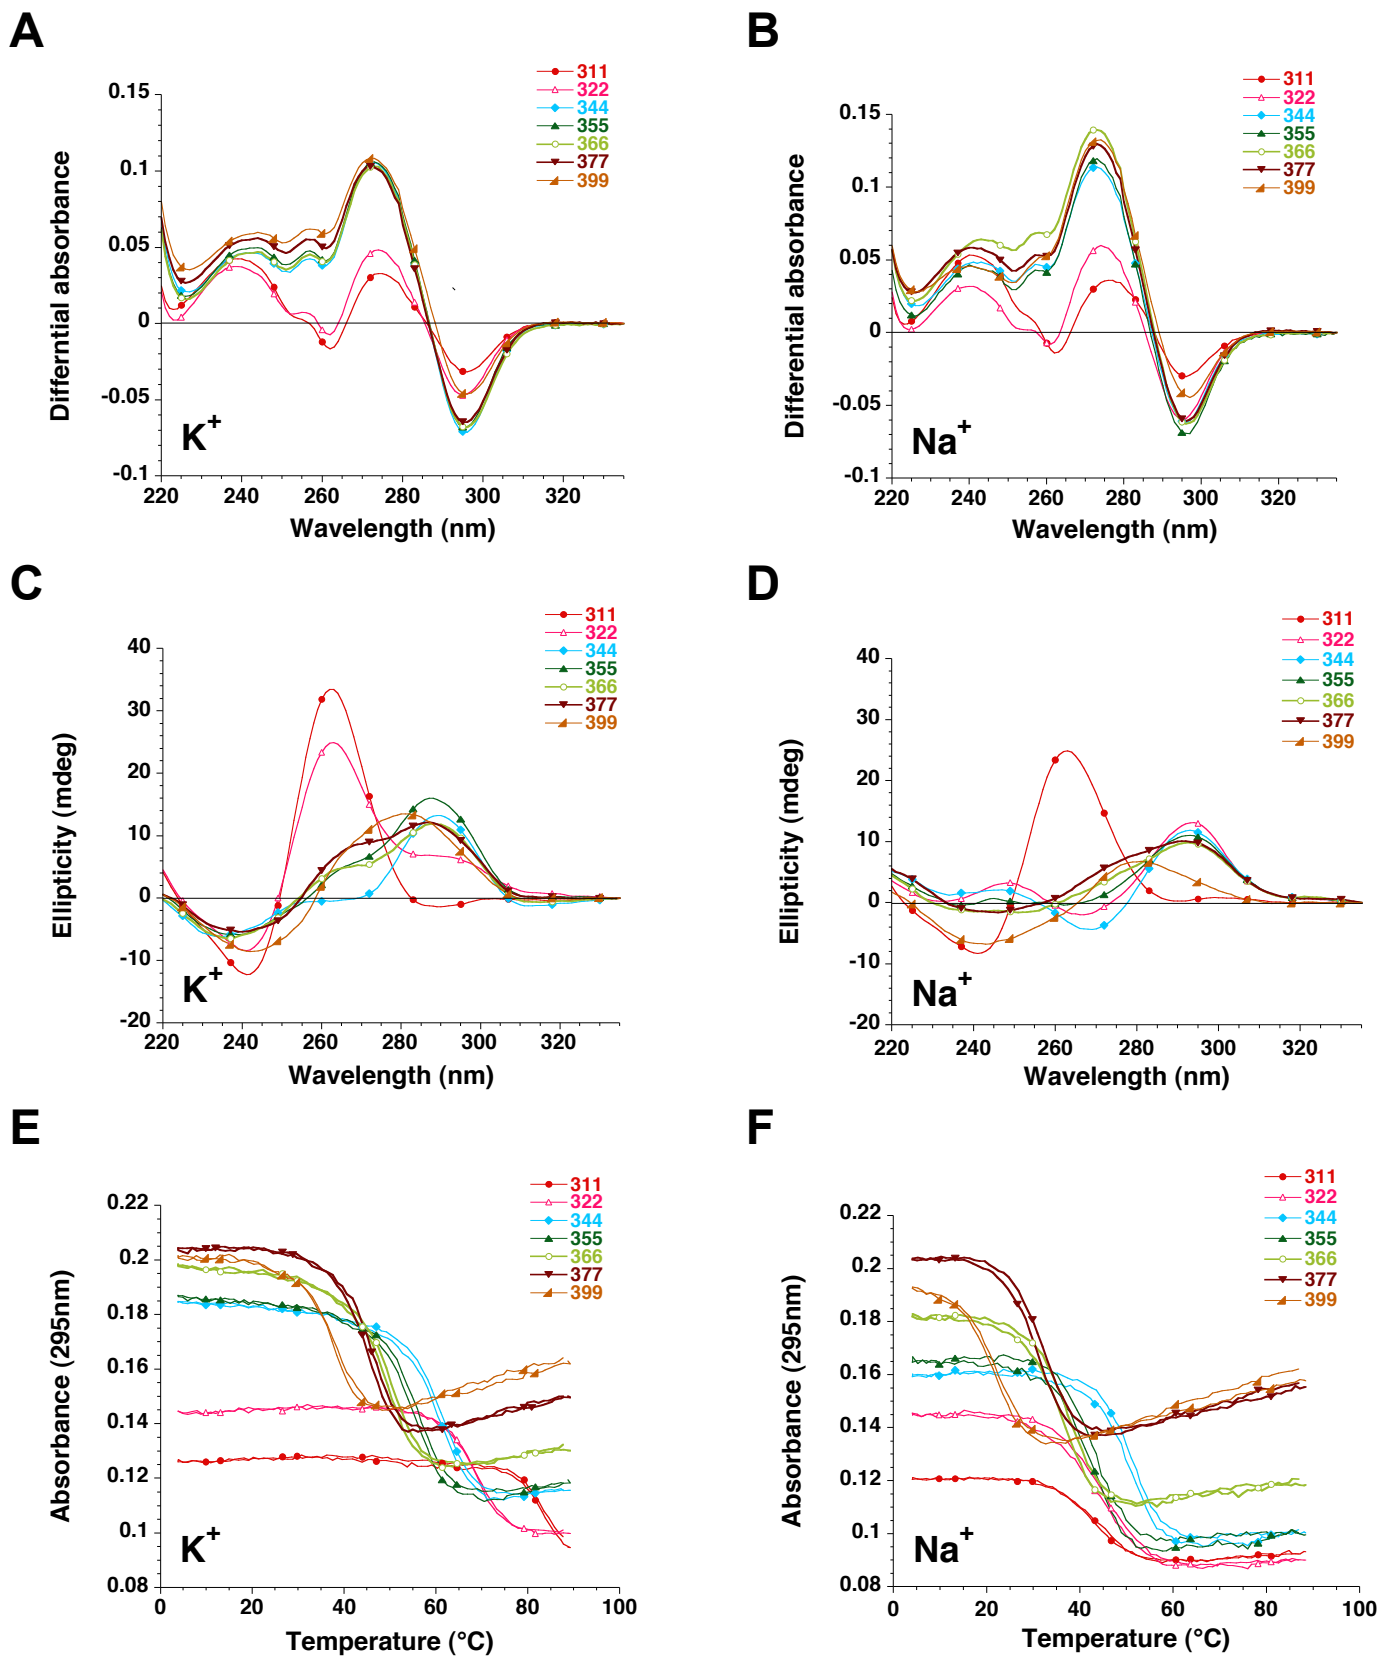 A
311
322
344
355
366
377
399
0.15
0.1
0.05
0
-0.05
-0.1
Differntial absorbance
K+
220 240 260 280 300 320
Wavelength (nm)
B
311
322
344
355
366
377
399
0.15
0.1
0.05
0
-0.05
-0.1
Differential absorbance
Na+
220 240 260 280 300 320
Wavelength (nm)
C
311
322
344
355
366
377
399
40
30
20
10
0
-10
-20
Ellipticity (mdeg)
K+
220 240 260 280 300 320
Wavelength (nm)
D
311
322
344
355
366
377
399
40
30
20
10
0
-10
-20
Ellipticity (mdeg)
Na+
220 240 260 280 300 320
Wavelength (nm)
E
311
322
344
355
366
377
399
0.22
0.2
0.18
0.16
0.14
0.12
0.1
0.08
Absorbance (295nm)
K+
0 20 40 60 80 100
Temperature (°C)
F
311
322
344
355
366
377
399
0.22
0.2
0.18
0.16
0.14
0.12
0.1
0.08
Absorbance (295nm)
Na+
0 20 40 60 80 100
Temperature (°C)